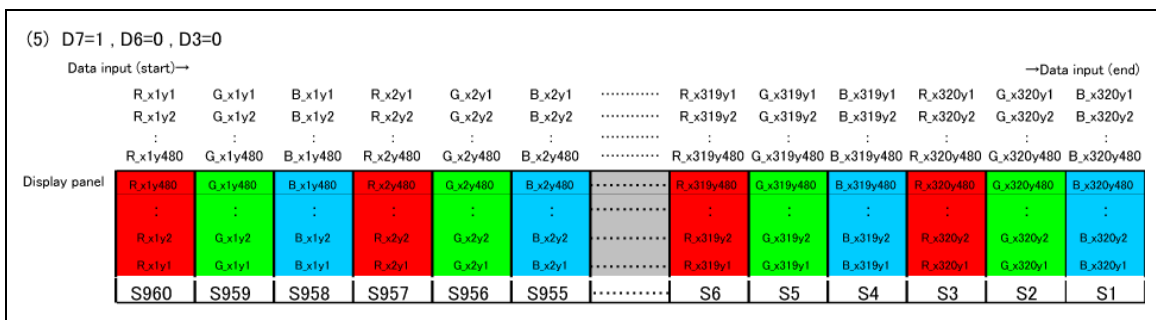 (5) D7=1 , D6=0 , D3=0
Data input (start)→ →Data input (end)
R_x1y1 G_x1y1 B_x1y1 R_x2y1 G_x2y1 B_x2y1 ··········· R_x319y1 G_x319y1 B_x319y1 R_x320y1 G_x320y1 B_x320y1
R_x1y2 G_x1y2 B_x1y2 R_x2y2 G_x2y2 B_x2y2 ··········· R_x319y2 G_x319y2 B_x319y2 R_x320y2 G_x320y2 B_x320y2
: : : : : : ··········· : : : : : :
R_x1y480 G_x1y480 B_x1y480 R_x2y480 G_x2y480 B_x2y480 ··········· R_x319y480 G_x319y480 B_x319y480 R_x320y480 G_x320y480 B_x320y480
Display panel R_x1y480 G_x1y480 B_x1y480 R_x2y480 G_x2y480 B_x2y480 ··········· R_x319y480 G_x319y480 B_x319y480 R_x320y480 G_x320y480 B_x320y480
: : : : : : ··········· : : : : : :
R_x1y2 G_x1y2 B_x1y2 R_x2y2 G_x2y2 B_x2y2 ··········· R_x319y2 G_x319y2 B_x319y2 R_x320y2 G_x320y2 B_x320y2
R_x1y1 G_x1y1 B_x1y1 R_x2y1 G_x2y1 B_x2y1 ··········· R_x319y1 G_x319y1 B_x319y1 R_x320y1 G_x320y1 B_x320y1
S960 S959 S958 S957 S956 S955 ··········· S6 S5 S4 S3 S2 S1